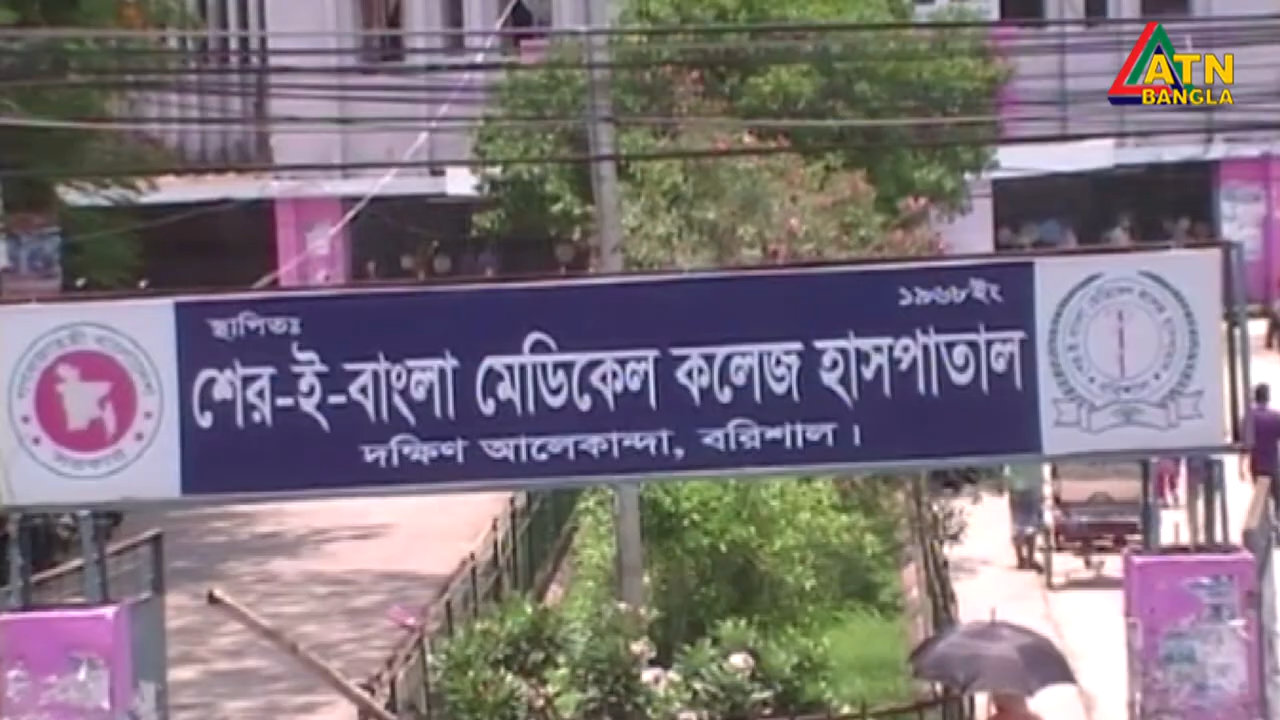 ATN
BANGLA
স্থাপিতঃ ১৯৬৮ইং
শের-ই-বাংলা মেডিকেল কলেজ হাসপাতাল
দক্ষিণ আলেকান্দা, বরিশাল।